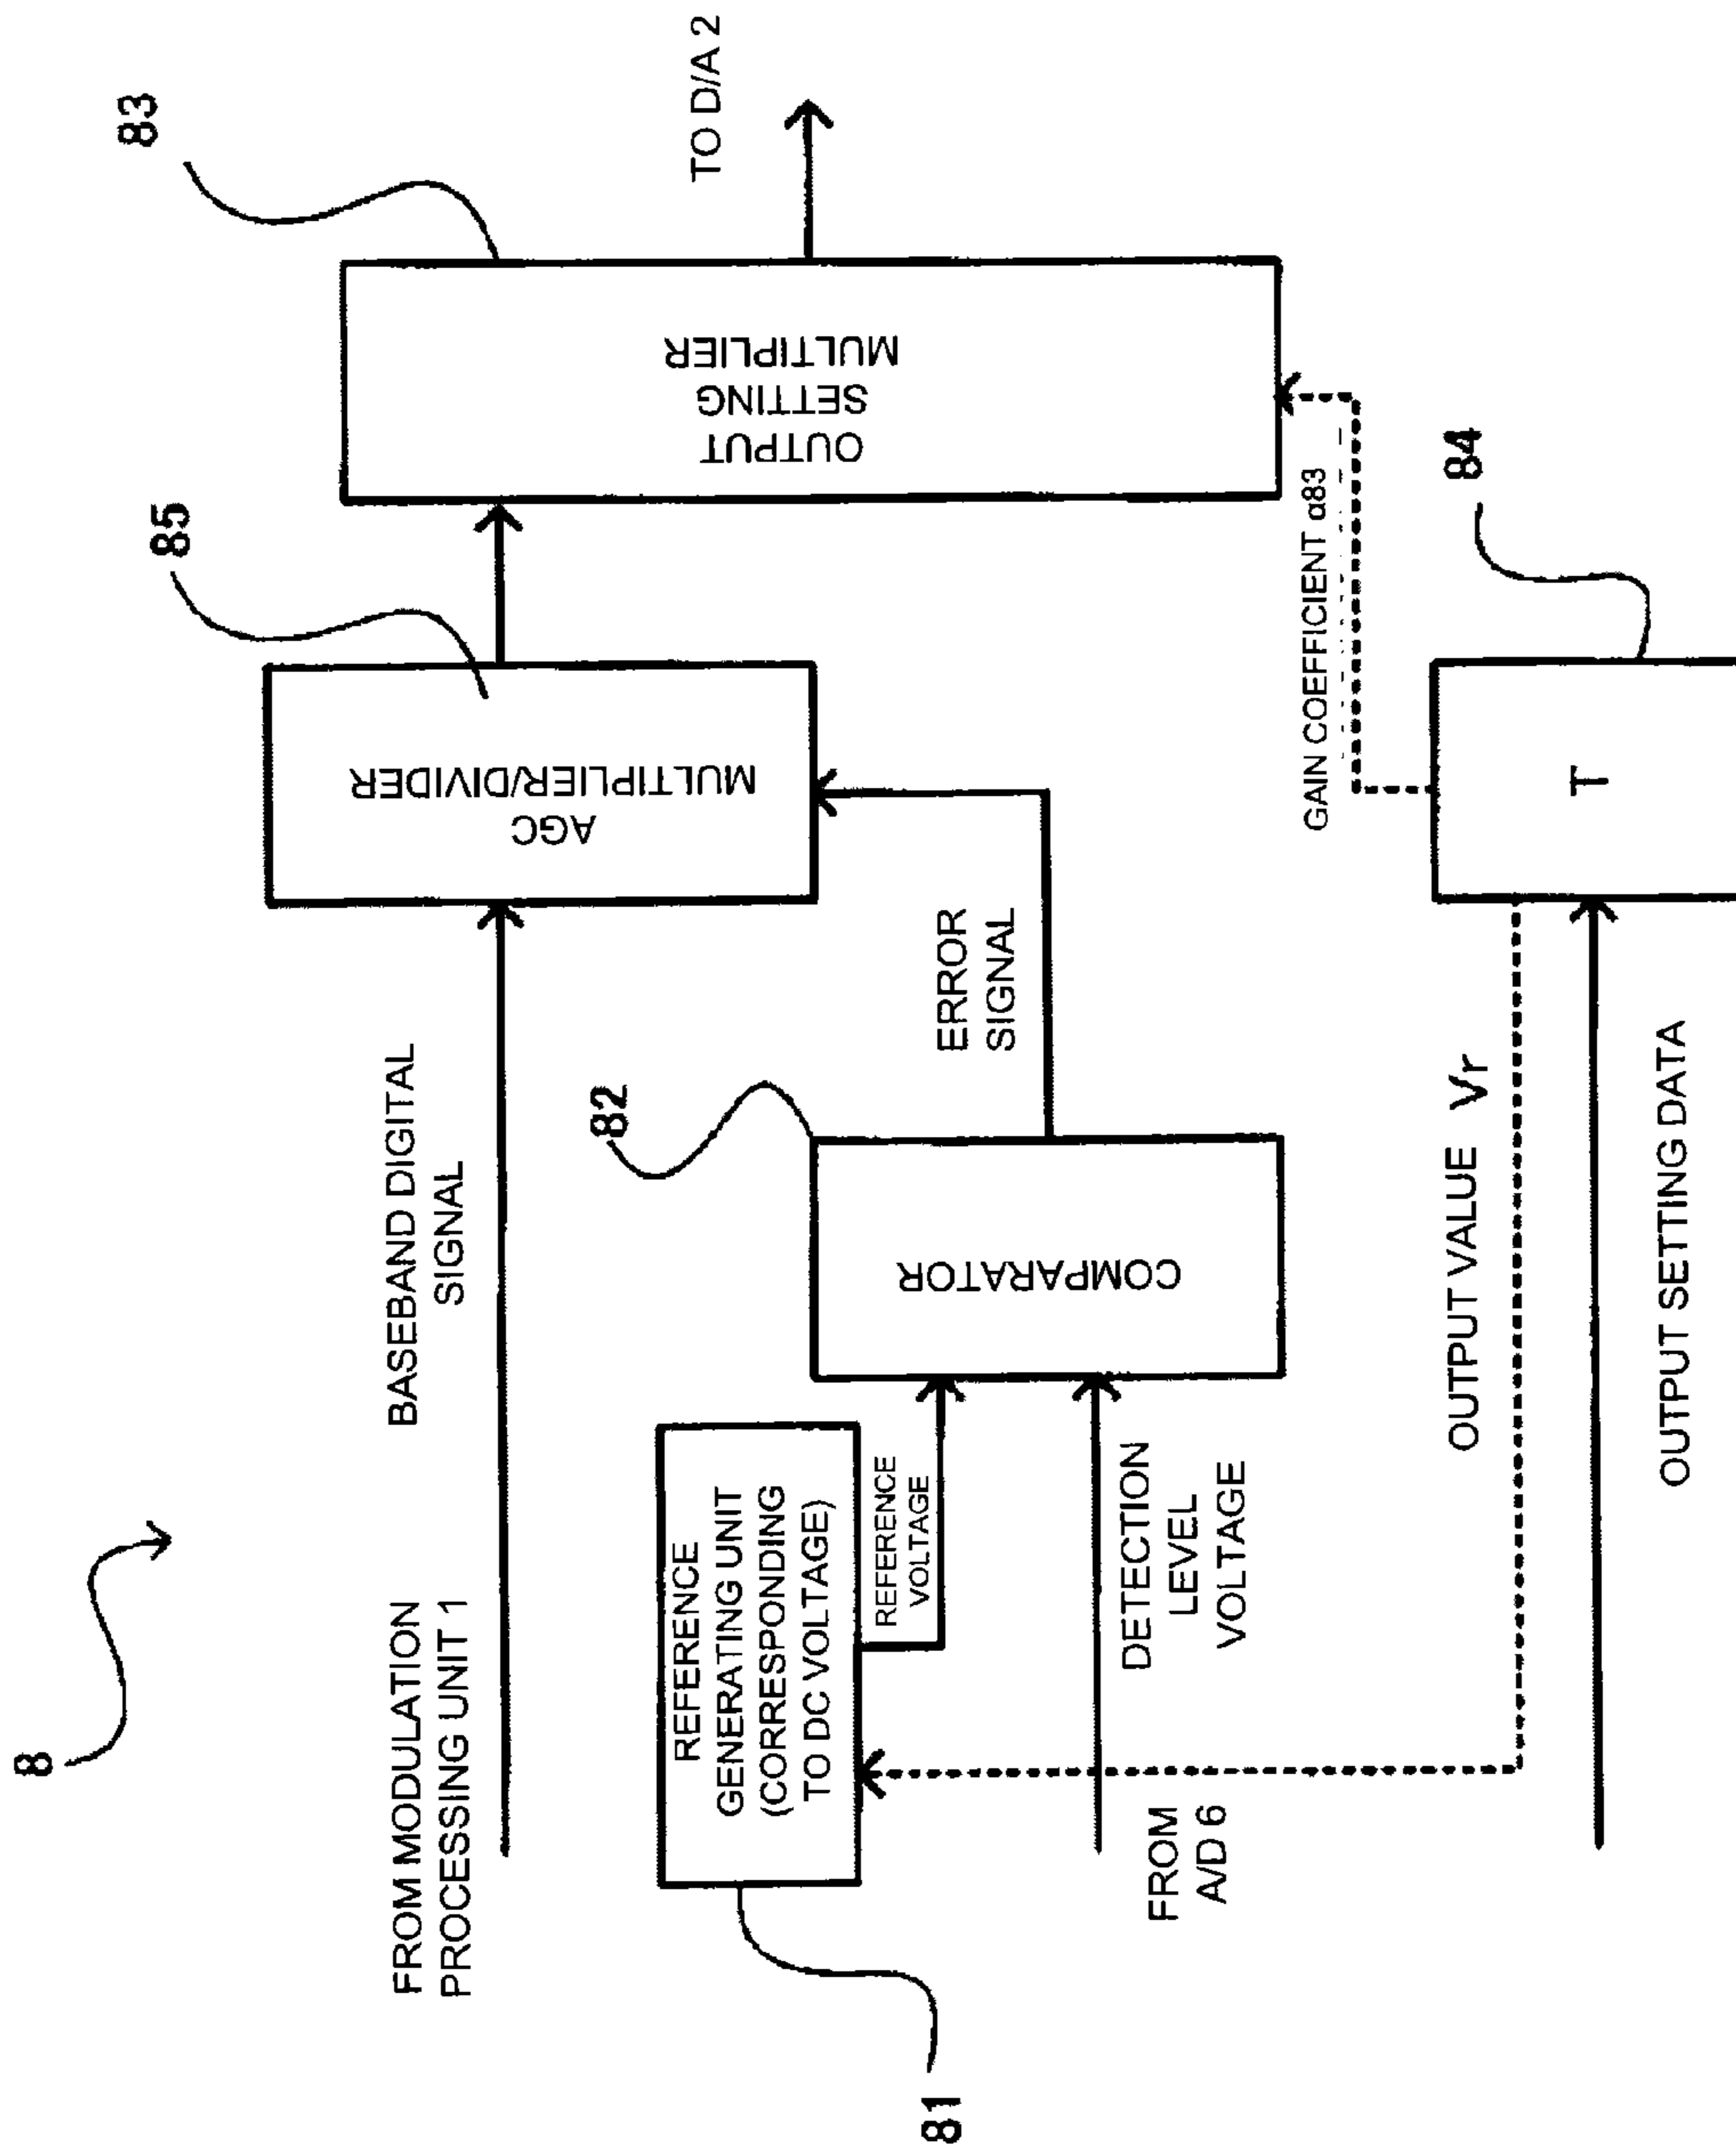 8
FROM MODULATION
PROCESSING UNIT 1
BASEBAND DIGITAL
SIGNAL
85
AGC
MULTIPLIER/DIVIDER
83
OUTPUT
SETTING
MULTIPLIER
TO D/A 2
81
REFERENCE
GENERATING UNIT
(CORRESPONDING
TO DC VOLTAGE)
REFERENCE
VOLTAGE
82
COMPARATOR
ERROR
SIGNAL
FROM
A/D 6
DETECTION
LEVEL
VOLTAGE
GAIN COEFFICIENT α83
OUTPUT VALUE Vr
OUTPUT SETTING DATA
T
84